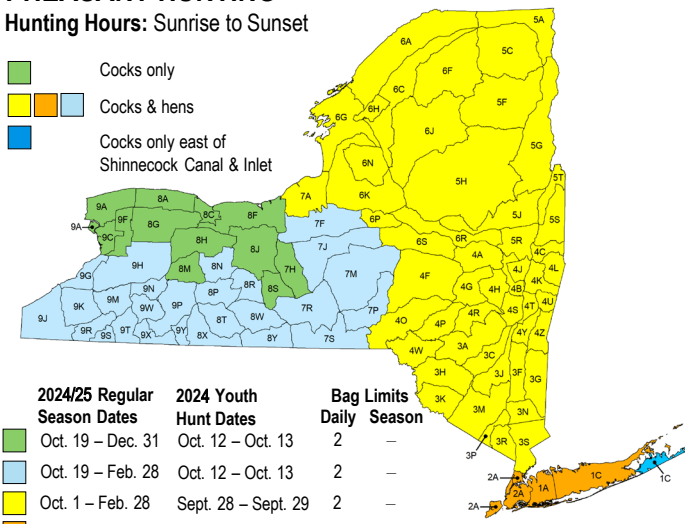 Hunting Hours: Sunrise to Sunset
Cocks only
Cocks & hens
Cocks only east of
Shinnecock Canal & Inlet
5A
6A
5C
6F
6C
5F
6H
6G
6J
5G
6N
5H
5T
7A
6K
8A
9A
8C
8F
9F
8G
7F
6P
5J
5S
9A
9C
8H
8J
7J
6S
6R
5R
4A
4C
9H
8M
8N
7H
7M
4F
4J
4L
9G
9N
8P
8R
8S
4G
4H
4B
4K
9K
9M
9W
9P
7R
7P
4R
4S
4T
4U
9J
4O
4P
9R
9S
9T
9X
9Y
8X
8W
8Y
7S
4Y
4Z
4W
3A
3C
3H
3J
3F
3G
3K
3M
3N
3P
3R
3S
2A
2A
1A
1C
1C
2A
2024/25 Regular 2024 Youth Bag Limits
Season Dates Hunt Dates Daily Season
Oct. 19 – Dec. 31 Oct. 12 – Oct. 13 2 –
Oct. 19 – Feb. 28 Oct. 12 – Oct. 13 2 –
Oct. 1 – Feb. 28 Sept. 28 – Sept. 29 2 –